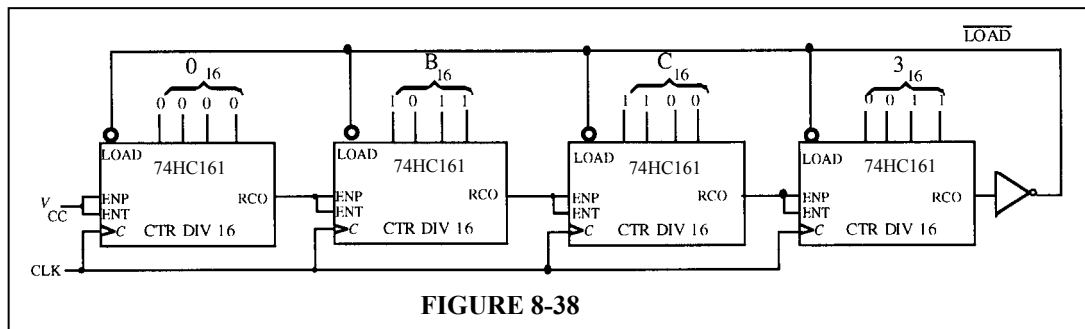 LOAD
0 16
B 16
C 16
3 16
0 0 0 0
1 0 1 1
1 1 0 0
0 0 1 1
LOAD
74HC161
ENP
ENT
RCO
C
CTR DIV 16
LOAD
74HC161
ENP
ENT
RCO
C
CTR DIV 16
LOAD
74HC161
ENP
ENT
RCO
C
CTR DIV 16
LOAD
74HC161
ENP
ENT
RCO
C
CTR DIV 16
V CC
CLK
FIGURE 8-38